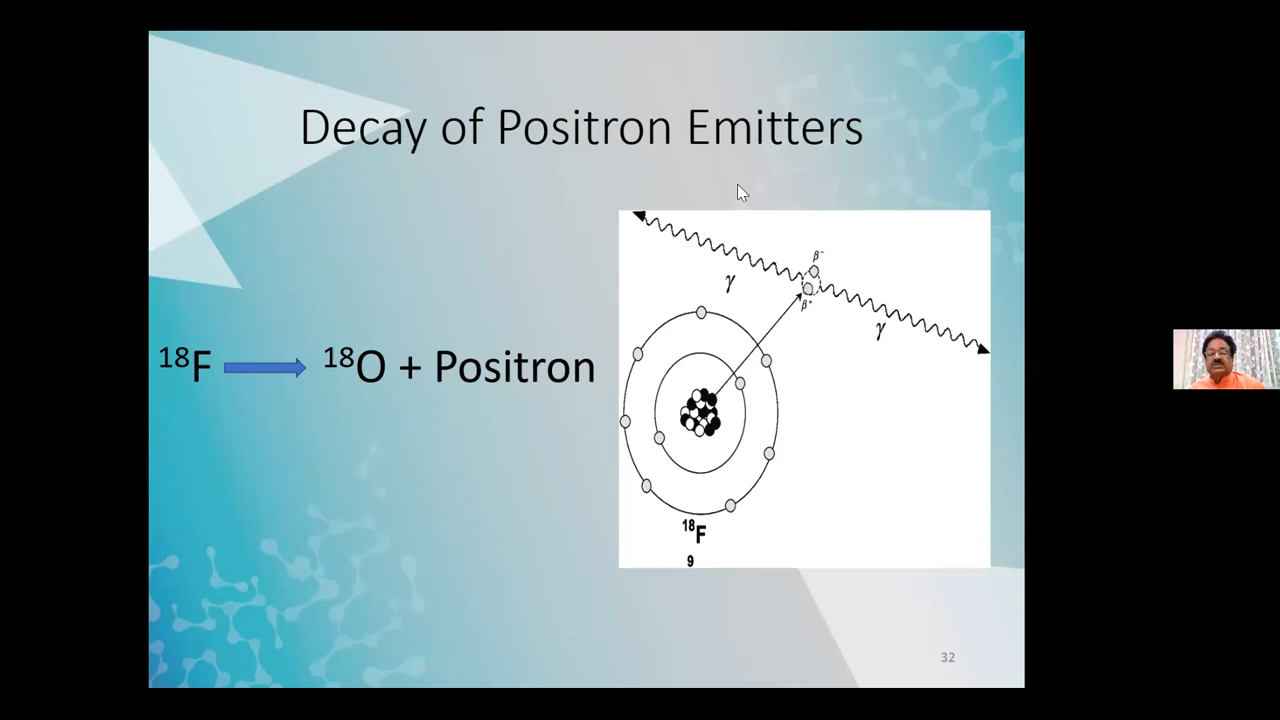 Decay of Positron Emitters
¹⁸F ¹⁸O + Positron
β⁻
γ
β⁺
γ
¹⁸F
9
32